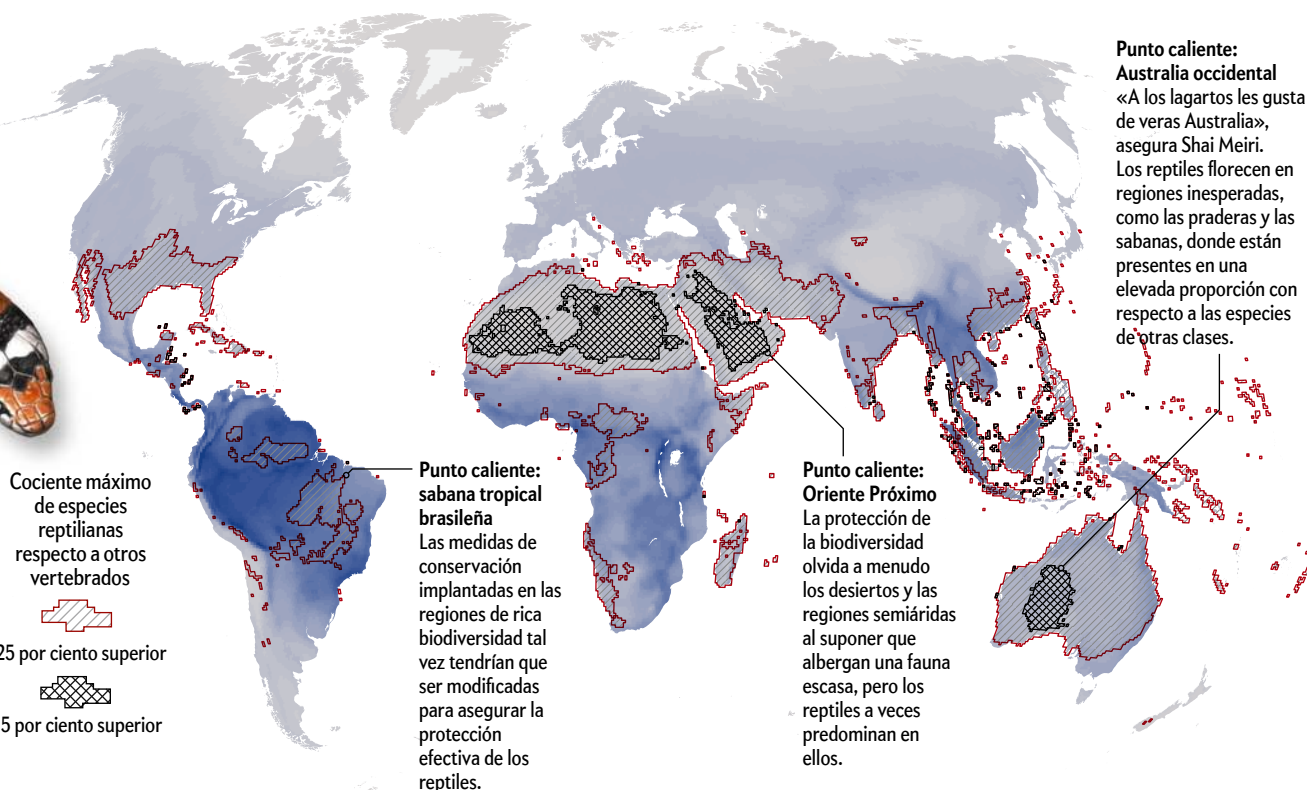 Punto caliente:
Australia occidental
«A los lagartos les gusta
de veras Australia»,
asegura Shai Meiri.
Los reptiles florecen en
regiones inesperadas,
como las praderas y las
sabanas, donde están
presentes en una
elevada proporción con
respecto a las especies
de otras clases.
Cociente máximo
de especies
reptilianas
respecto a otros
vertebrados
25 por ciento superior
5 por ciento superior
Punto caliente:
sabana tropical
brasileña
Las medidas de
conservación
implantadas en las
regiones de rica
biodiversidad tal
vez tendrían que
ser modificadas
para asegurar la
protección
efectiva de los
reptiles.
Punto caliente:
Oriente Próximo
La protección de
la biodiversidad
olvida a menudo
los desiertos y las
regiones semiáridas
al suponer que
albergan una fauna
escasa, pero los
reptiles a veces
predominan en
ellos.